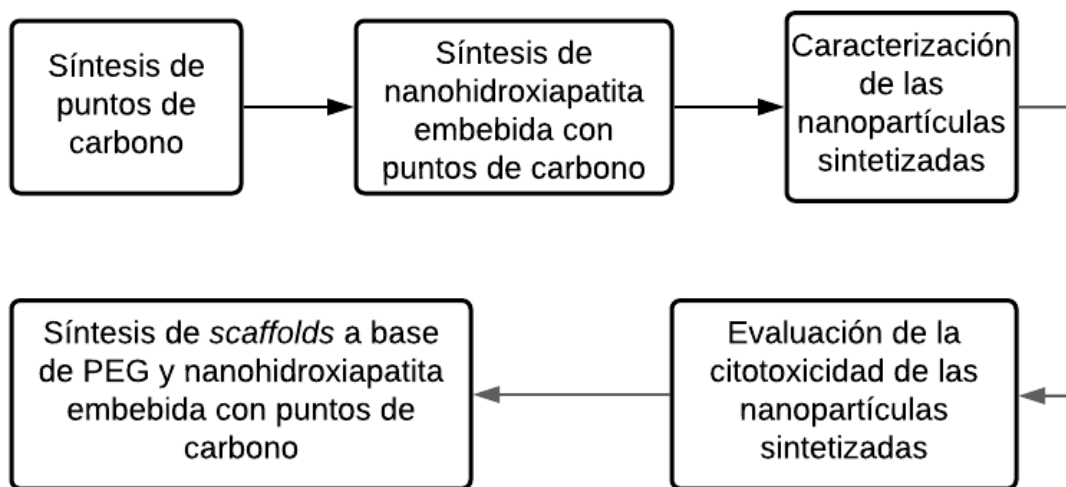 Síntesis de
puntos de
carbono
Síntesis de
nanohidroxiapatita
embebida con
puntos de carbono
Caracterización
de las
nanopartículas
sintetizadas
Síntesis de scaffolds a base
de PEG y nanohidroxiapatita
embebida con puntos de
carbono
Evaluación de la
citotoxicidad de las
nanopartículas
sintetizadas